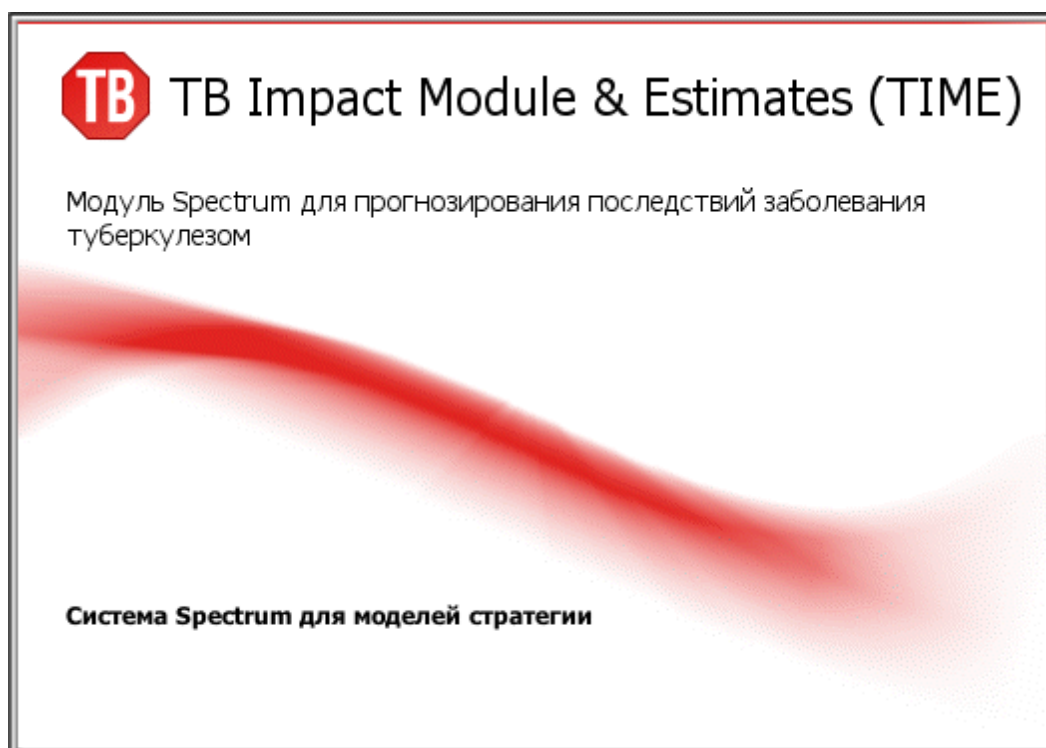 TB TB Impact Module & Estimates (TIME)
Модуль Spectrum для прогнозирования последствий заболевания
туберкулезом
Система Spectrum для моделей стратегии